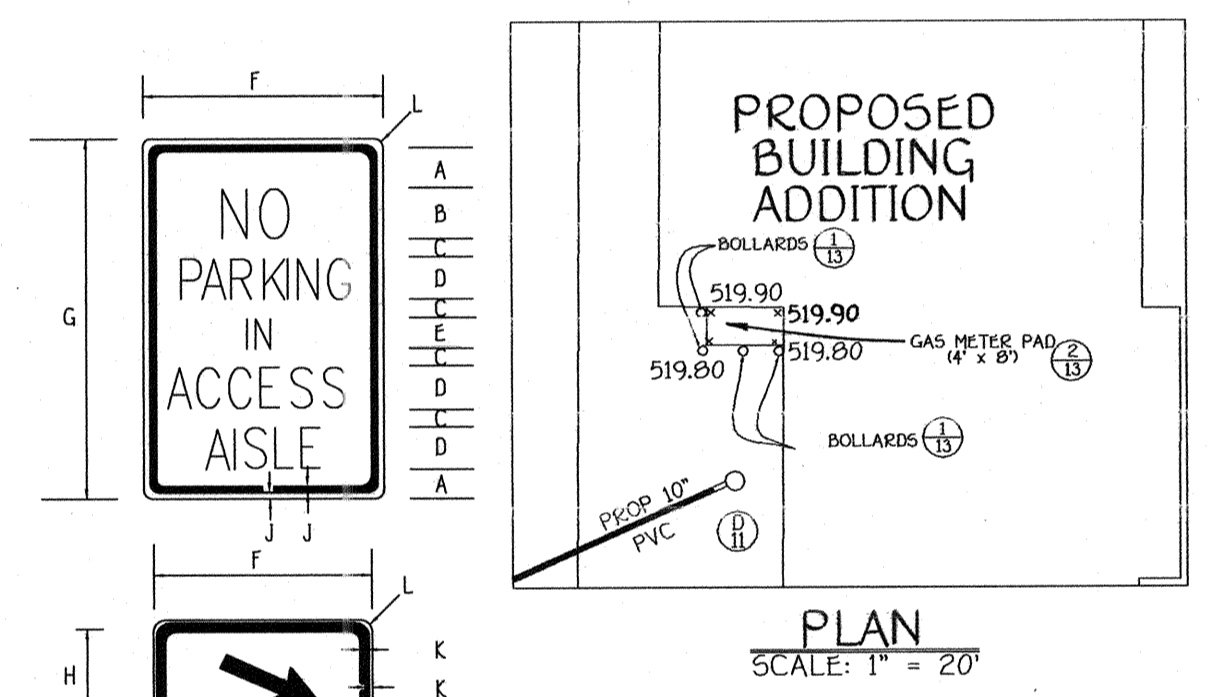 F
L
G
NO
PARKING
IN
ACCESS
AISLE
A
B
C
D
C
E
C
D
C
D
A
J J
F
L
H
K
K
PROPOSED
BUILDING
ADDITION
BOLLARDS 1/13
519.90
519.90
GAS METER PAD 2/13
(4' x 8')
519.80
519.80
BOLLARDS 1/13
PROP 10"
PVC
D/11
PLAN
SCALE: 1" = 20'